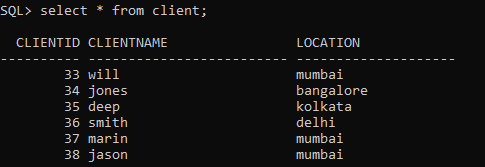 SQL> select * from client;
CLIENTID CLIENTNAME LOCATION
---------- ------------------------- --------------------
33 will mumbai
34 jones bangalore
35 deep kolkata
36 smith delhi
37 marin mumbai
38 jason mumbai